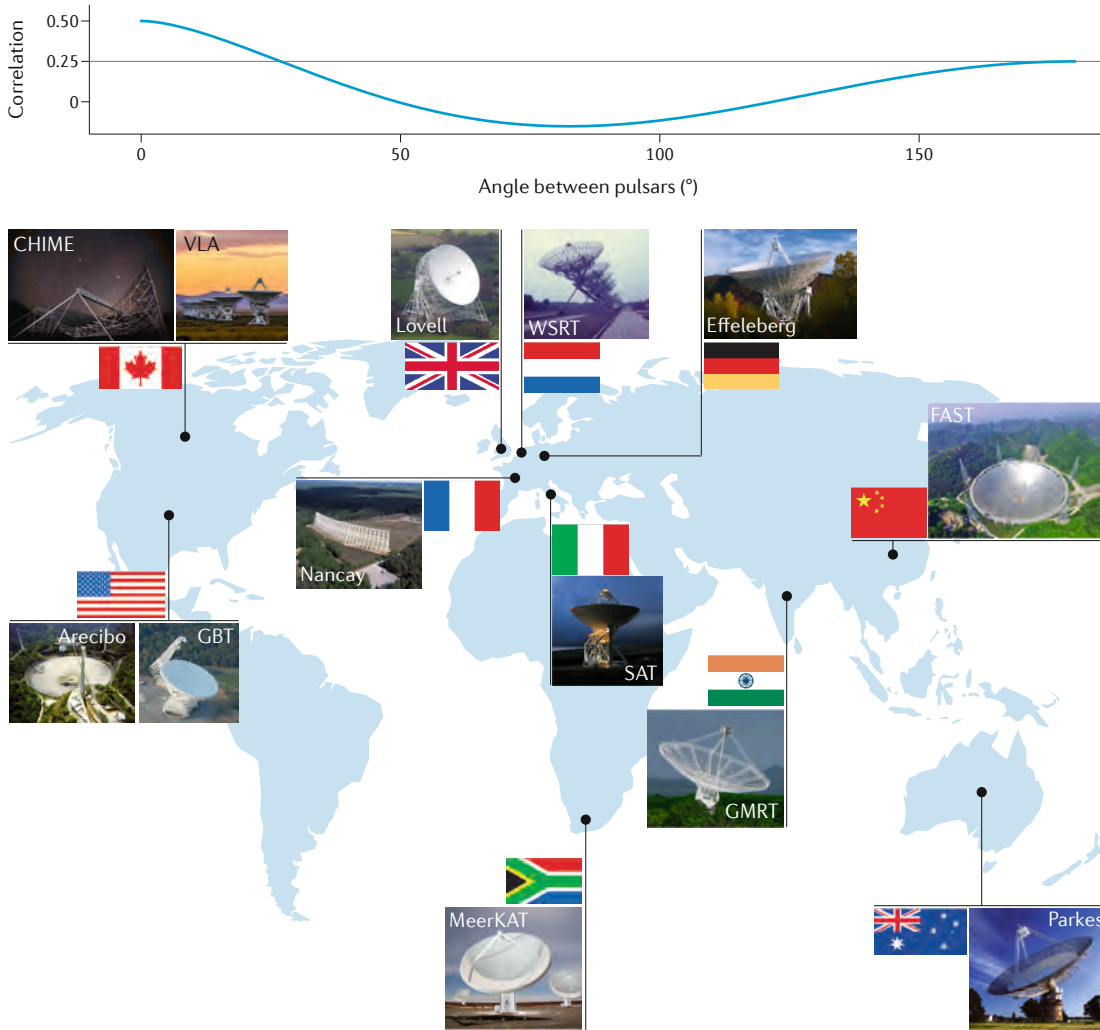 Correlation
0.50
0.25
0
0
50
100
150
Angle between pulsars (°)
CHIME
VLA
Lovell
WSRT
Effeleberg
FAST
Nancay
Arecibo
GBT
SAT
GMRT
MeerKAT
Parkes